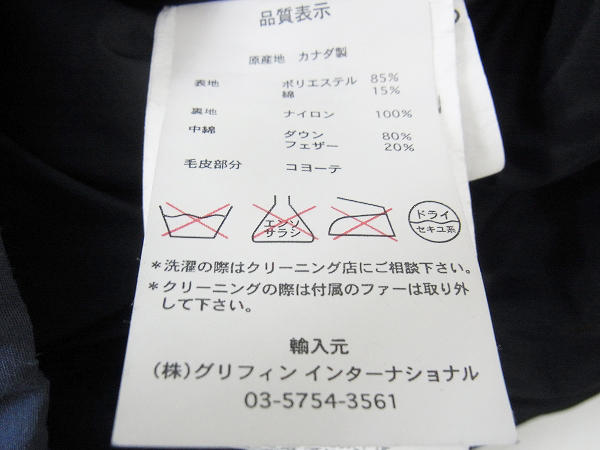 品質表示
原産地 カナダ製
表地 ポリエステル 85%
綿 15%
裏地 ナイロン 100%
中綿 ダウン 80%
フェザー 20%
毛皮部分 コヨーテ
エンソ
サラシ
ドライ
セキユ系
*洗濯の際はクリーニング店にご相談下さい。
*クリーニングの際は付属のファーは取り外
して下さい。
輸入元
(株)グリフィン インターナショナル
03-5754-3561